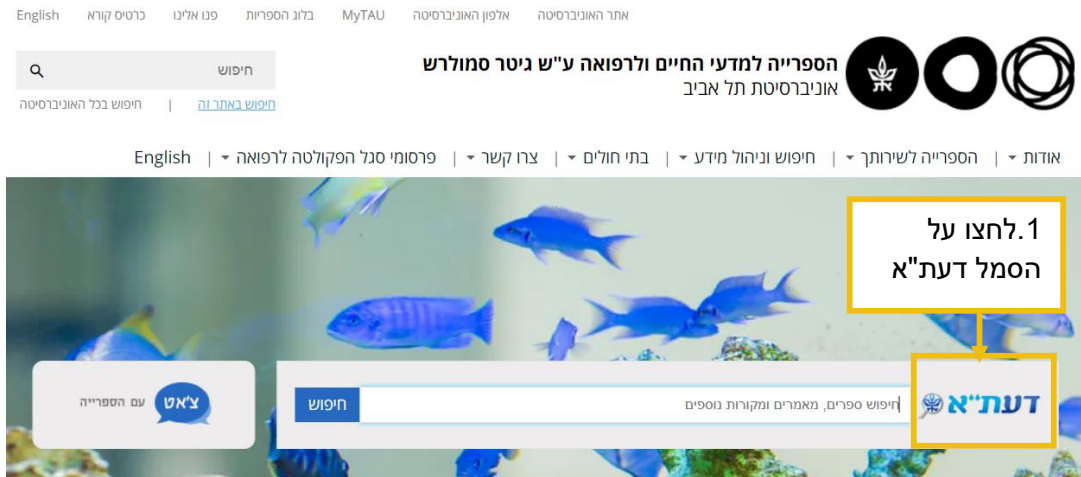 אתר האוניברסיטה אלפון האוניברסיטה MyTAU בלוג הספריות פנו אלינו כרטיס קורא English
הספרייה למדעי החיים ולרפואה ע"ש גיטר סמולרש
אוניברסיטת תל אביב
חיפוש
חיפוש באתר זה | חיפוש בכל האוניברסיטה
אודות | הספרייה לשירותך | חיפוש וניהול מידע | בתי חולים | צרו קשר | פרסומי סגל הפקולטה לרפואה | English
1.לחצו על
הסמל דעת"א
דעת"א חיפוש ספרים, מאמרים ומקורות נוספים חיפוש
צ'אט עם הספרייה